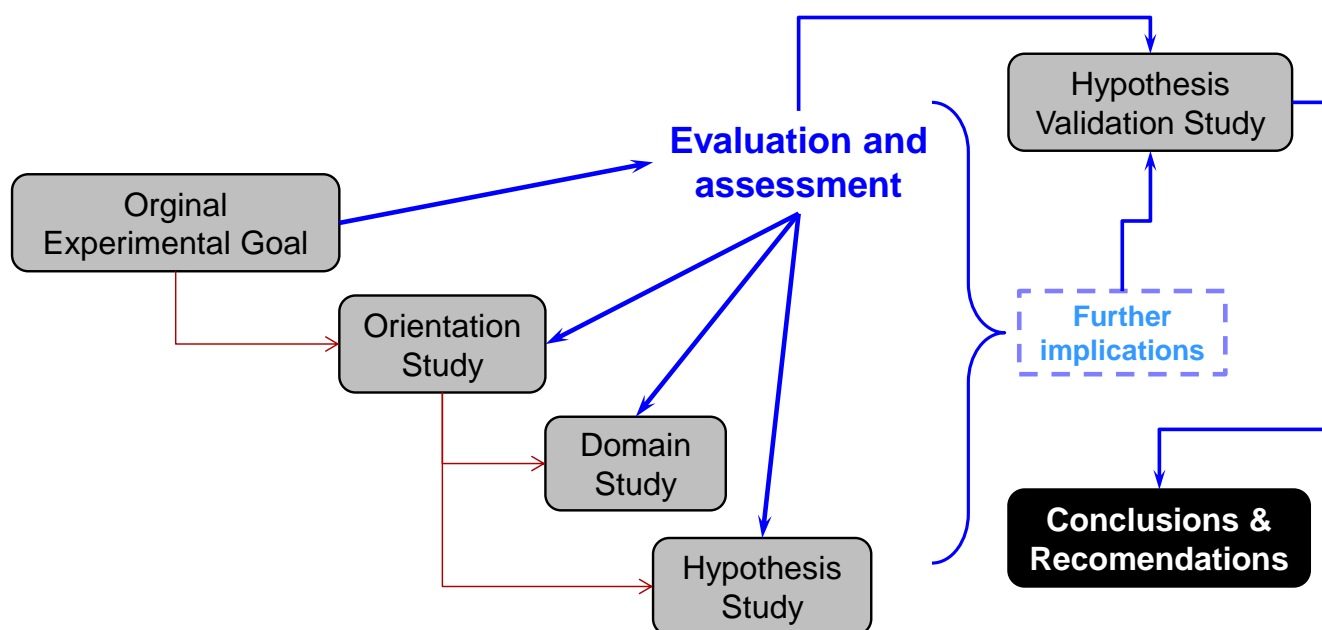 Hypothesis
Validation Study
Evaluation and
assessment
Orginal
Experimental Goal
Orientation
Study
Further
implications
Domain
Study
Conclusions &
Recomendations
Hypothesis
Study